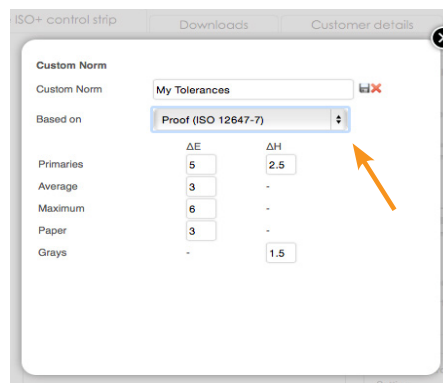 ISO+ control strip Downloads Customer details
Custom Norm
Custom Norm My Tolerances
Based on Proof (ISO 12647-7)
ΔE ΔH
Primaries 5 2.5
Average 3 -
Maximum 6 -
Paper 3 -
Grays - 1.5